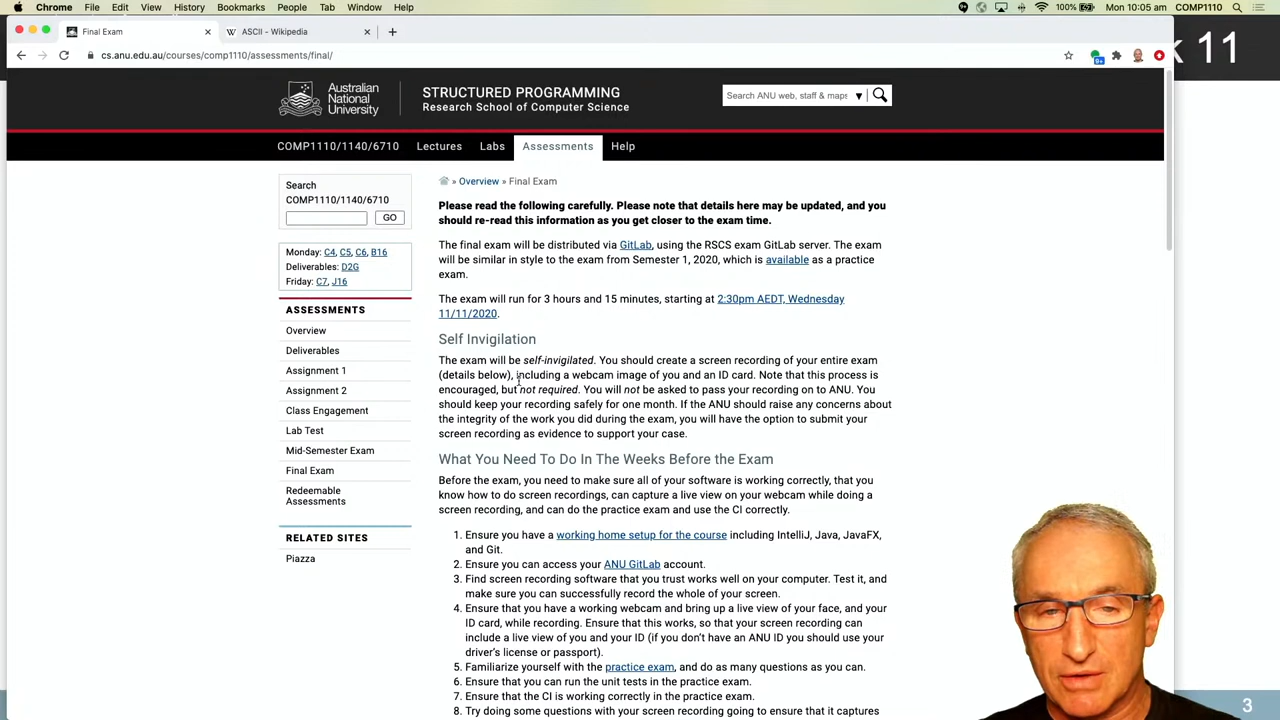 Chrome File Edit View History Bookmarks People Tab Window Help 100% Mon 10:05 am COMP1110
Final Exam ASCII - Wikipedia
k 11
cs.anu.edu.au/courses/comp1110/assessments/final/
9+
Australian
National
University
STRUCTURED PROGRAMMING
Research School of Computer Science
Search ANU web, staff & maps
COMP1110/1140/6710 Lectures Labs Assessments Help
Search
COMP1110/1140/6710
GO
Monday: C4, C5, C6, B16
Deliverables: D2G
Friday: C7, J16
ASSESSMENTS
Overview
Deliverables
Assignment 1
Assignment 2
Class Engagement
Lab Test
Mid-Semester Exam
Final Exam
Redeemable
Assessments
RELATED SITES
Piazza
» Overview » Final Exam
Please read the following carefully. Please note that details here may be updated, and you
should re-read this information as you get closer to the exam time.
The final exam will be distributed via GitLab, using the RSCS exam GitLab server. The exam
will be similar in style to the exam from Semester 1, 2020, which is available as a practice
exam.
The exam will run for 3 hours and 15 minutes, starting at 2:30pm AEDT, Wednesday
11/11/2020.
Self Invigilation
The exam will be self-invigilated. You should create a screen recording of your entire exam
(details below), including a webcam image of you and an ID card. Note that this process is
encouraged, but not required. You will not be asked to pass your recording on to ANU. You
should keep your recording safely for one month. If the ANU should raise any concerns about
the integrity of the work you did during the exam, you will have the option to submit your
screen recording as evidence to support your case.
What You Need To Do In The Weeks Before the Exam
Before the exam, you need to make sure all of your software is working correctly, that you
know how to do screen recordings, can capture a live view on your webcam while doing a
screen recording, and can do the practice exam and use the CI correctly.
1. Ensure you have a working home setup for the course including IntelliJ, Java, JavaFX,
and Git.
2. Ensure you can access your ANU GitLab account.
3. Find screen recording software that you trust works well on your computer. Test it, and
make sure you can successfully record the whole of your screen.
4. Ensure that you have a working webcam and bring up a live view of your face, and your
ID card, while recording. Ensure that this works, so that your screen recording can
include a live view of you and your ID (if you don't have an ANU ID you should use your
driver's license or passport).
5. Familiarize yourself with the practice exam, and do as many questions as you can.
6. Ensure that you can run the unit tests in the practice exam.
7. Ensure that the CI is working correctly in the practice exam.
8. Try doing some questions with your screen recording going to ensure that it captures
3